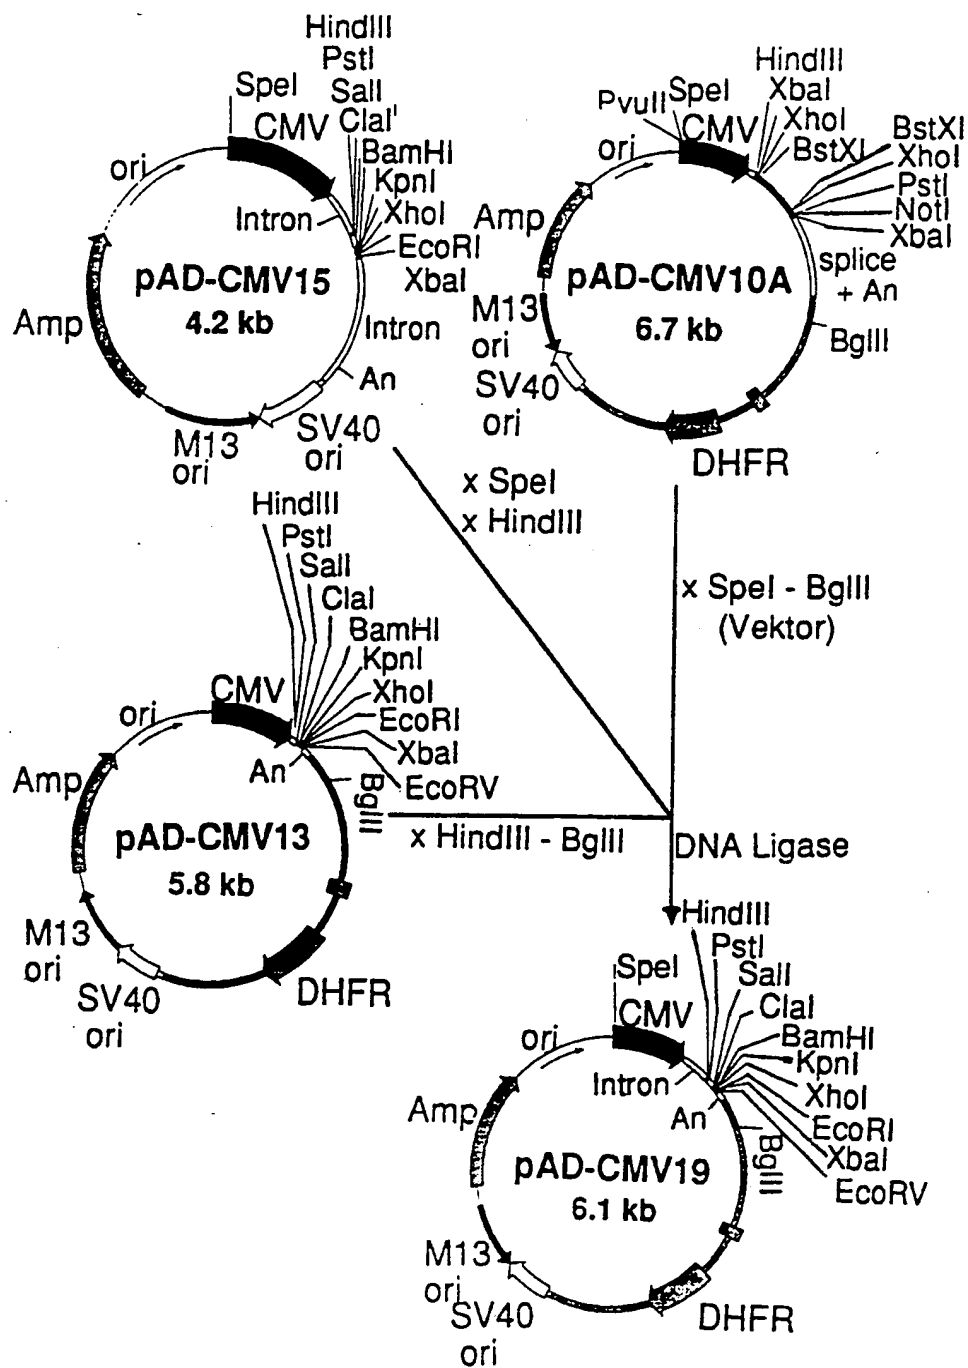 HindIII
PstI
SalI
ClaI'
SpeI
CMV
BamHI
KpnI
XhoI
EcoRI
XbaI
ori
Intron
pAD-CMV15
4.2 kb
Amp
Intron
An
SV40
ori
M13
ori
HindIII
XbaI
XhoI
BstXI
PvuII
SpeI
CMV
BstXI
XhoI
PstI
NotI
XbaI
ori
Amp
splice
+ An
pAD-CMV10A
6.7 kb
BglII
M13
ori
SV40
ori
DHFR
x SpeI
x HindIII
x SpeI - BglII
(Vektor)
HindIII
PstI
SalI
ClaI
BamHI
KpnI
XhoI
EcoRI
XbaI
EcoRV
CMV
ori
An
BglII
Amp
pAD-CMV13
5.8 kb
M13
ori
SV40
ori
DHFR
x HindIII - BglII
DNA Ligase
HindIII
PstI
SalI
ClaI
BamHI
KpnI
XhoI
EcoRI
XbaI
EcoRV
SpeI
CMV
ori
Intron
An
BglII
Amp
pAD-CMV19
6.1 kb
M13
ori
SV40
ori
DHFR